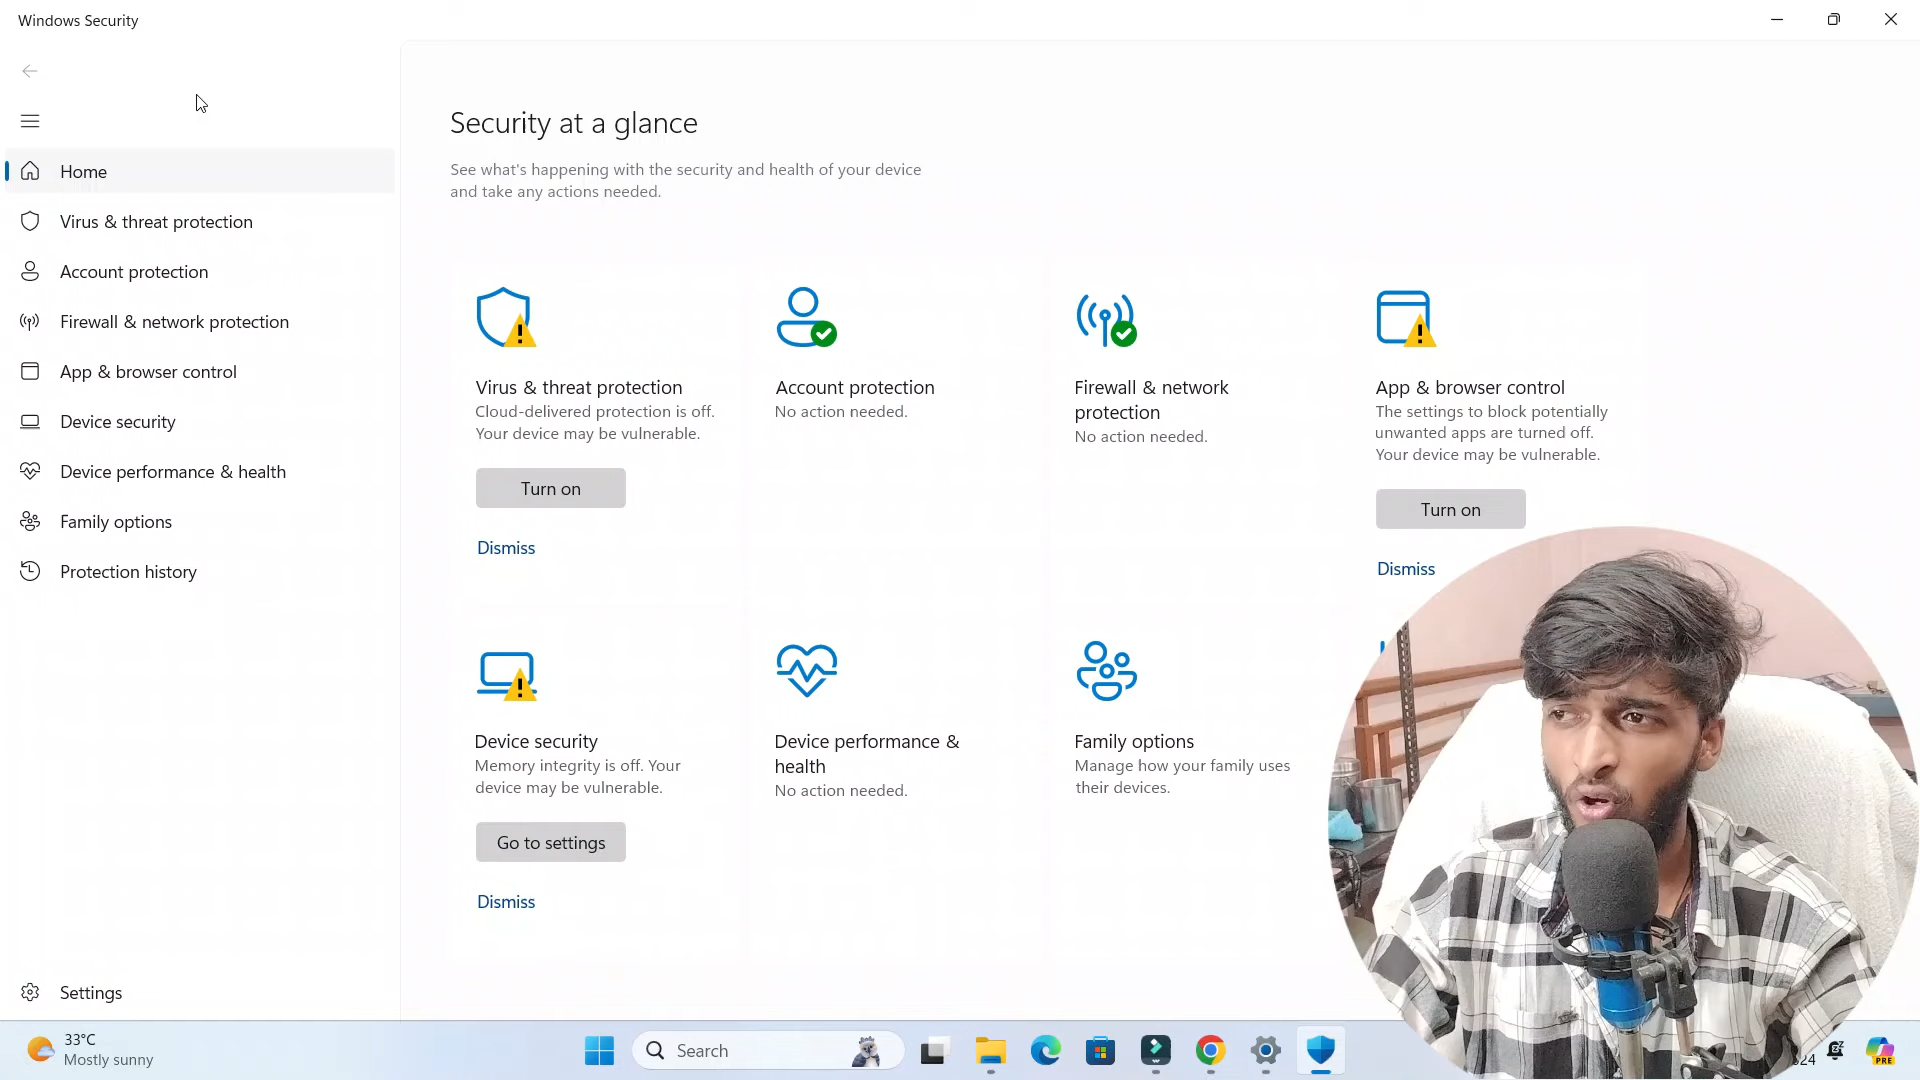 Windows Security
Home
Virus & threat protection
Account protection
Firewall & network protection
App & browser control
Device security
Device performance & health
Family options
Protection history
Settings
Security at a glance
See what's happening with the security and health of your device
and take any actions needed.
Virus & threat protection
Cloud-delivered protection is off.
Your device may be vulnerable.
Turn on
Dismiss
Account protection
No action needed.
Firewall & network
protection
No action needed.
App & browser control
The settings to block potentially
unwanted apps are turned off.
Your device may be vulnerable.
Turn on
Dismiss
Device security
Memory integrity is off. Your
device may be vulnerable.
Go to settings
Dismiss
Device performance &
health
No action needed.
Family options
Manage how your family uses
their devices.
33°C
Mostly sunny
Search
PRE